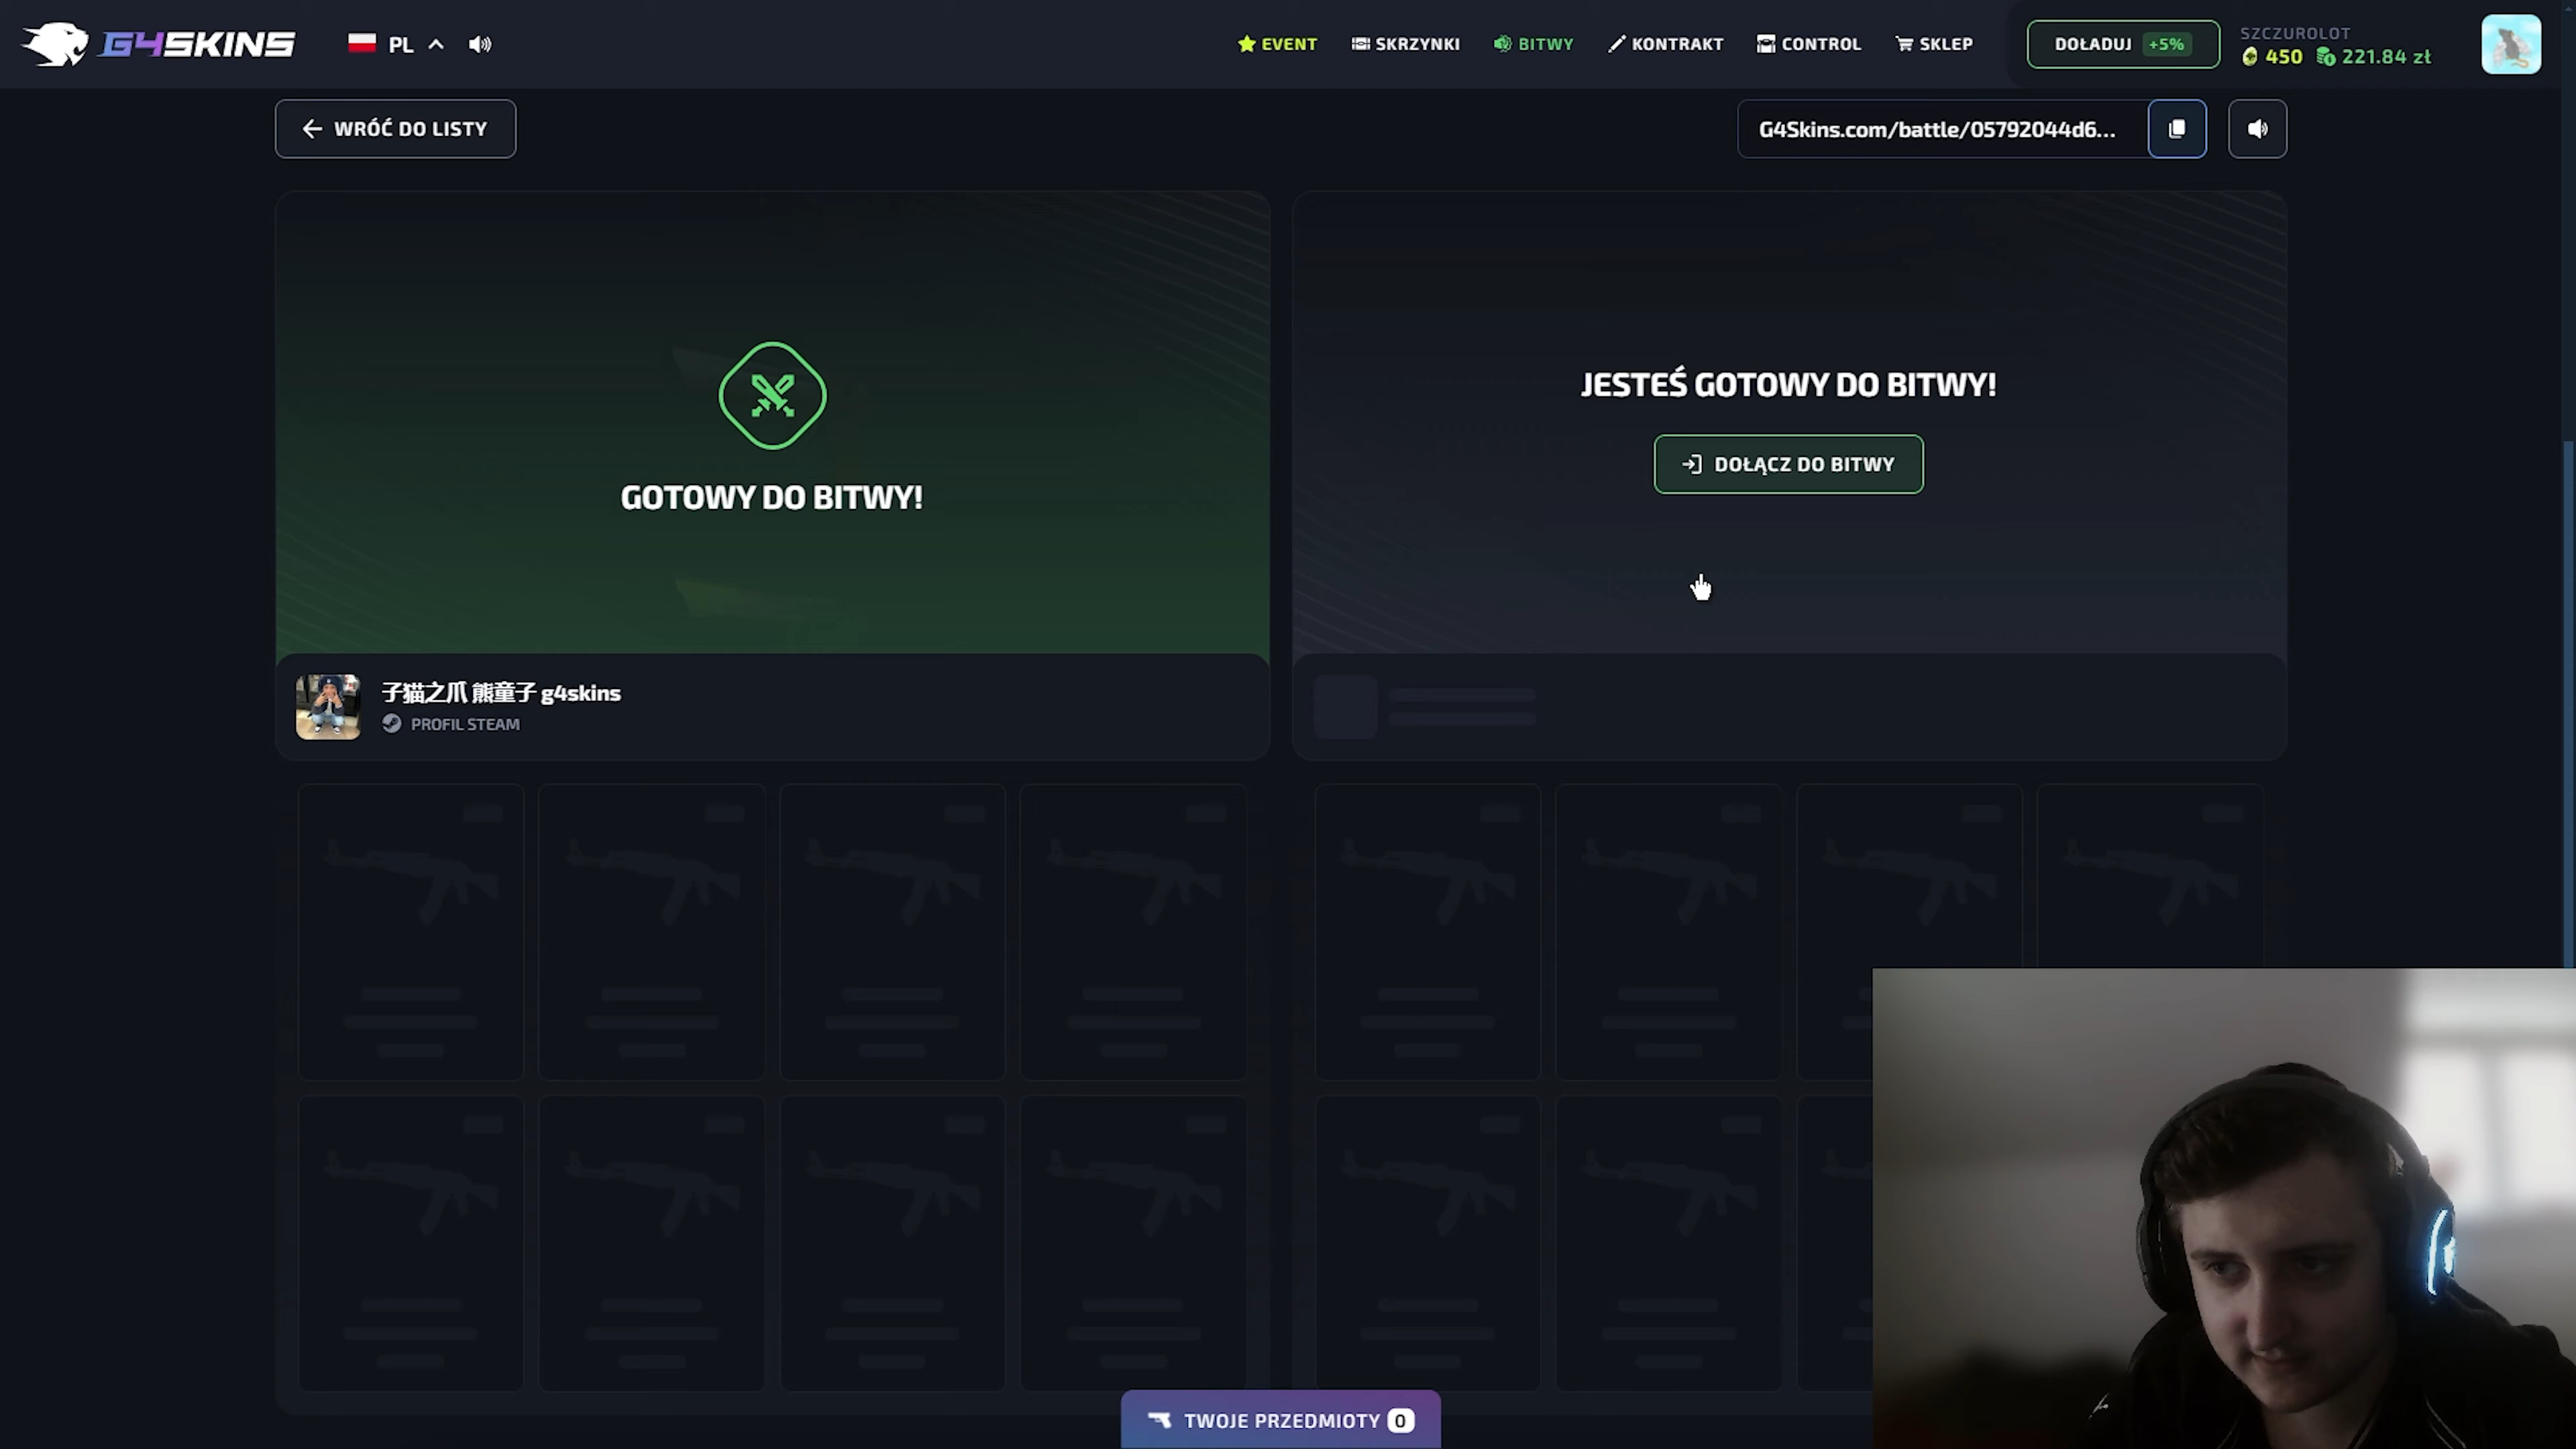 G4SKINS
PL
EVENT
SKRZYNKI
BITWY
KONTRAKT
CONTROL
SKLEP
DOŁADUJ +5%
SZCZUROLOT
450 221.84 zł
WRÓĆ DO LISTY
G4Skins.com/battle/05792044d6...
GOTOWY DO BITWY!
JESTEŚ GOTOWY DO BITWY!
DOŁĄCZ DO BITWY
子猫之爪 熊童子 g4skins
PROFIL STEAM
TWOJE PRZEDMIOTY 0